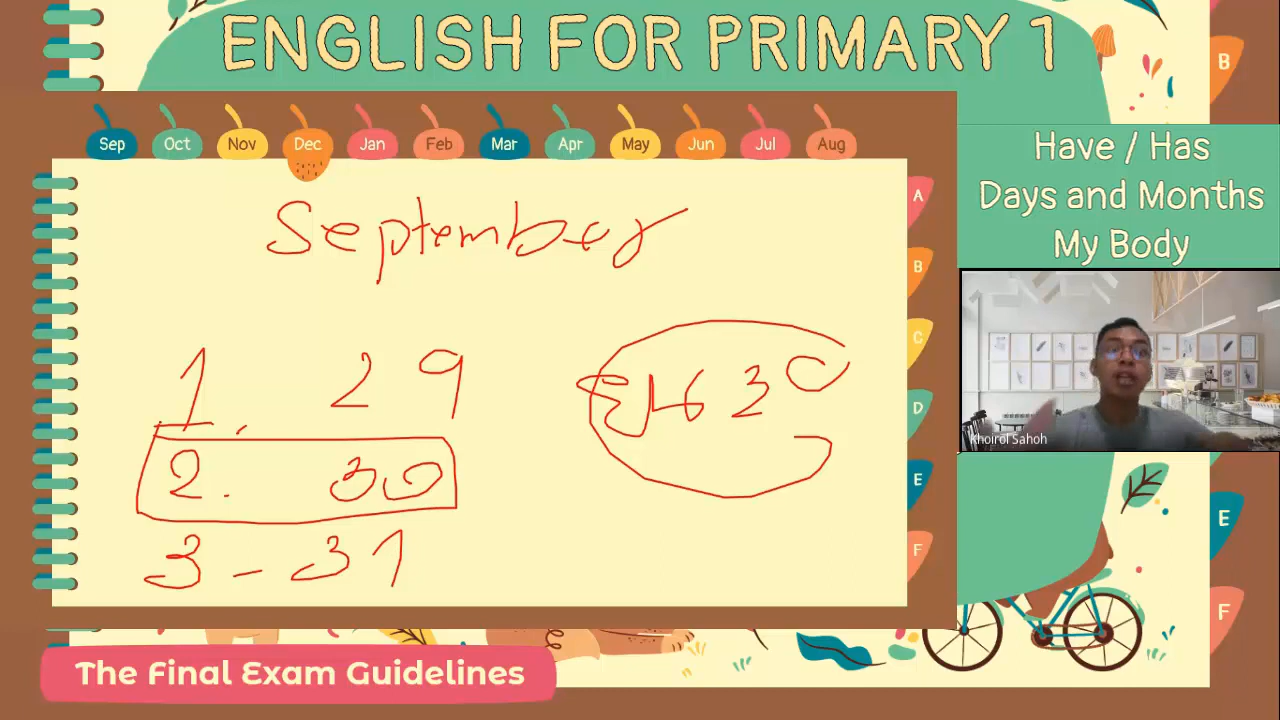 ENGLISH FOR PRIMARY 1
B
Sep Oct Nov Dec Jan Feb Mar Apr May Jun Jul Aug
Have / Has
Days and Months
My Body
September
A
B
C
D
E
F
1. 29
2. 30
3 - 31
Khoirol Sahoh
E
F
The Final Exam Guidelines